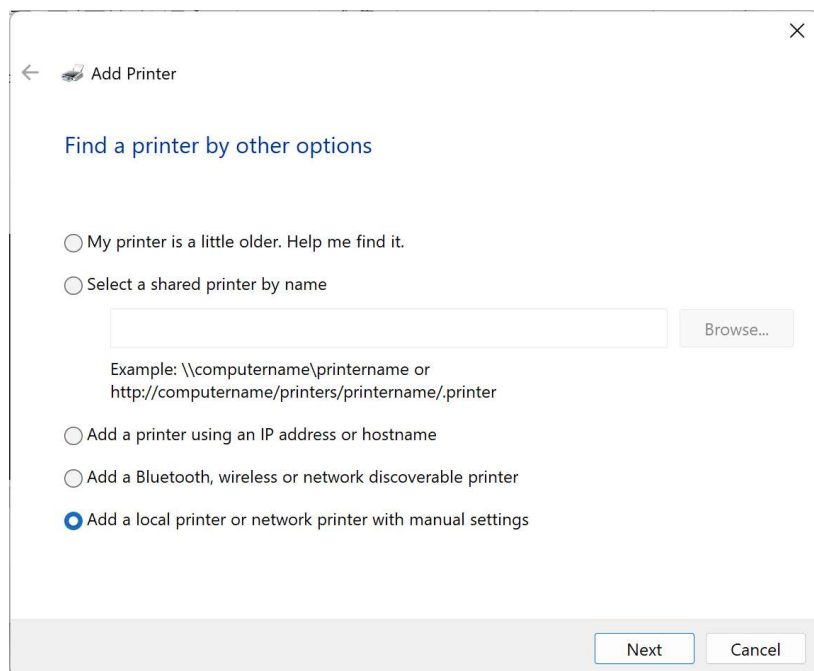 Add Printer
Find a printer by other options
My printer is a little older. Help me find it.
Select a shared printer by name
Browse...
Example: \\computername\printername or
http://computername/printers/printername/.printer
Add a printer using an IP address or hostname
Add a Bluetooth, wireless or network discoverable printer
Add a local printer or network printer with manual settings
Next
Cancel